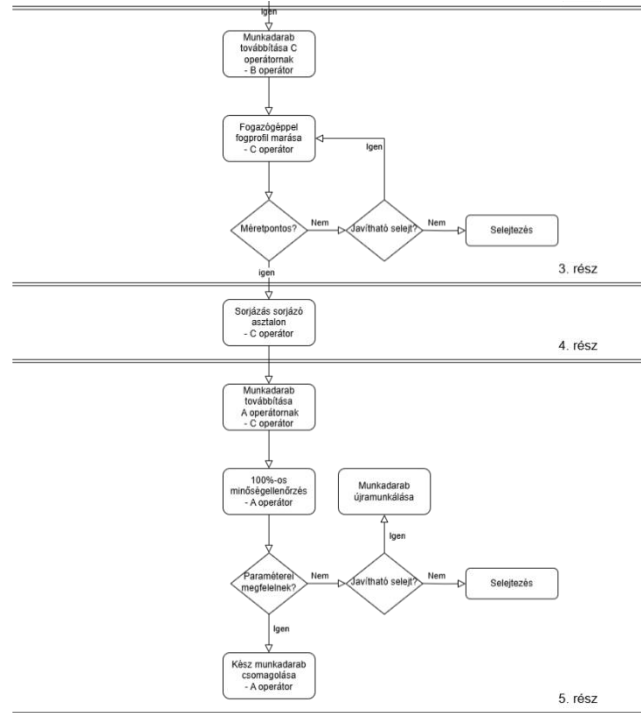 igen
Munkadarab
továbbítása C
operátornak
- B operátor
Fogazógéppel
fogprofil marása
- C operátor
Igen
Méretpontos?
Nem
Javítható selejt?
Nem
Selejtezés
igen
3. rész
Sorjázás sorjázó
asztalon
- C operátor
4. rész
Munkadarab
továbbítása
A operátornak
- C operátor
100%-os
minőségellenőrzés
- A operátor
Munkadarab
újramunkálása
Igen
Paraméterei
megfelelnek?
Nem
Javítható selejt?
Nem
Selejtezés
Igen
Kész munkadarab
csomagolása
- A operátor
5. rész